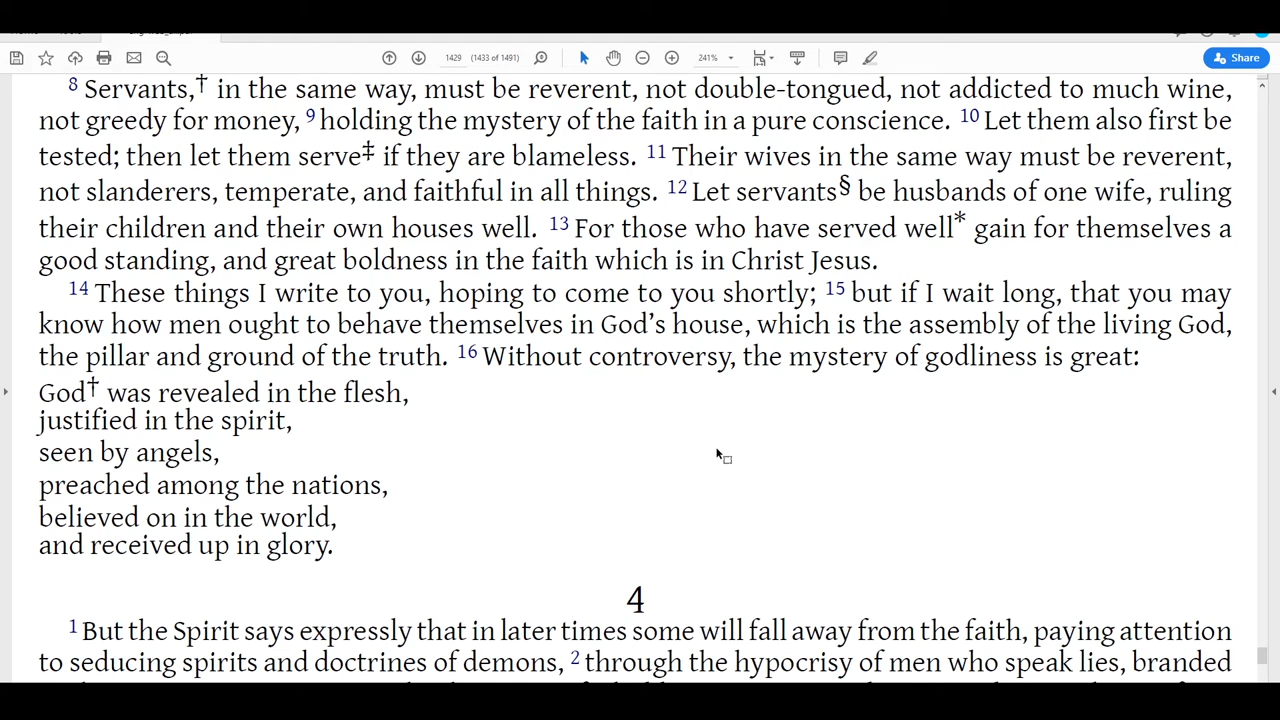 1429 (1433 of 1491) 241% Share
8 Servants,† in the same way, must be reverent, not double-tongued, not addicted to much wine,
not greedy for money, 9 holding the mystery of the faith in a pure conscience. 10 Let them also first be
tested; then let them serve‡ if they are blameless. 11 Their wives in the same way must be reverent,
not slanderers, temperate, and faithful in all things. 12 Let servants§ be husbands of one wife, ruling
their children and their own houses well. 13 For those who have served well* gain for themselves a
good standing, and great boldness in the faith which is in Christ Jesus.
14 These things I write to you, hoping to come to you shortly; 15 but if I wait long, that you may
know how men ought to behave themselves in God’s house, which is the assembly of the living God,
the pillar and ground of the truth. 16 Without controversy, the mystery of godliness is great:
God† was revealed in the flesh,
justified in the spirit,
seen by angels,
preached among the nations,
believed on in the world,
and received up in glory.
4
1 But the Spirit says expressly that in later times some will fall away from the faith, paying attention
to seducing spirits and doctrines of demons, 2 through the hypocrisy of men who speak lies, branded